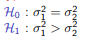 H₀ : σ₁² = σ₂²
H₁ : σ₁² > σ₂²